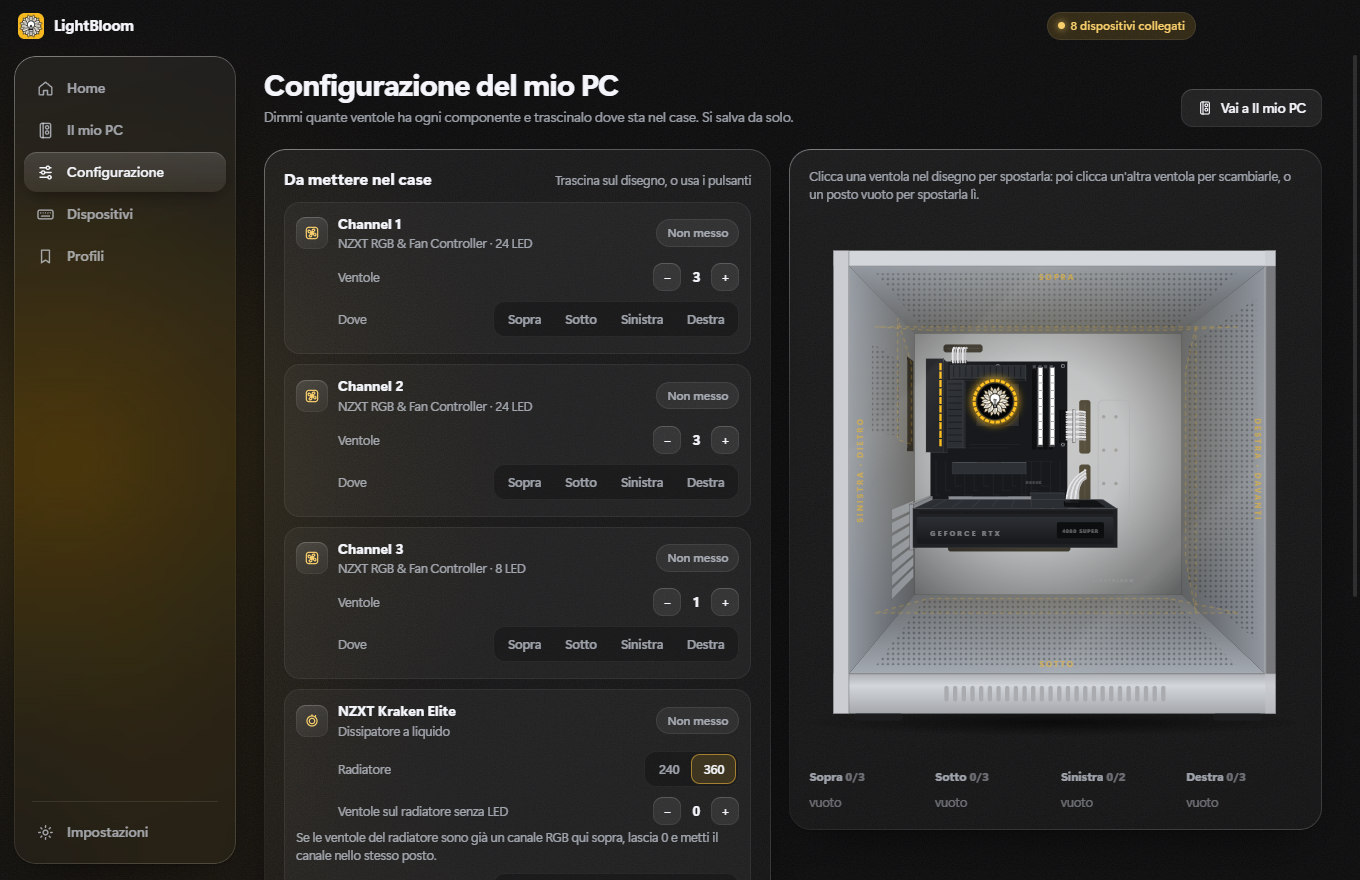 LightBloom
8 dispositivi collegati
Home
Il mio PC
Configurazione
Dispositivi
Profili
Impostazioni
Configurazione del mio PC
Dimmi quante ventole ha ogni componente e trascinalo dove sta nel case. Si salva da solo.
Vai a Il mio PC
Da mettere nel case
Trascina sul disegno, o usa i pulsanti
Channel 1
NZXT RGB & Fan Controller · 24 LED
Non messo
Ventole
– 3 +
Dove
Sopra Sotto Sinistra Destra
Channel 2
NZXT RGB & Fan Controller · 24 LED
Non messo
Ventole
– 3 +
Dove
Sopra Sotto Sinistra Destra
Channel 3
NZXT RGB & Fan Controller · 8 LED
Non messo
Ventole
– 1 +
Dove
Sopra Sotto Sinistra Destra
NZXT Kraken Elite
Dissipatore a liquido
Non messo
Radiatore
240 360
Ventole sul radiatore senza LED
– 0 +
Se le ventole del radiatore sono già un canale RGB qui sopra, lascia 0 e metti il
canale nello stesso posto.
Clicca una ventola nel disegno per spostarla: poi clicca un'altra ventola per scambiarle, o
un posto vuoto per spostarla lì.
SOPRA
SINISTRA · DIETRO
DESTRA · DAVANTI
GEFORCE RTX
4080 SUPER
SOTTO
Sopra 0/3
vuoto
Sotto 0/3
vuoto
Sinistra 0/2
vuoto
Destra 0/3
vuoto